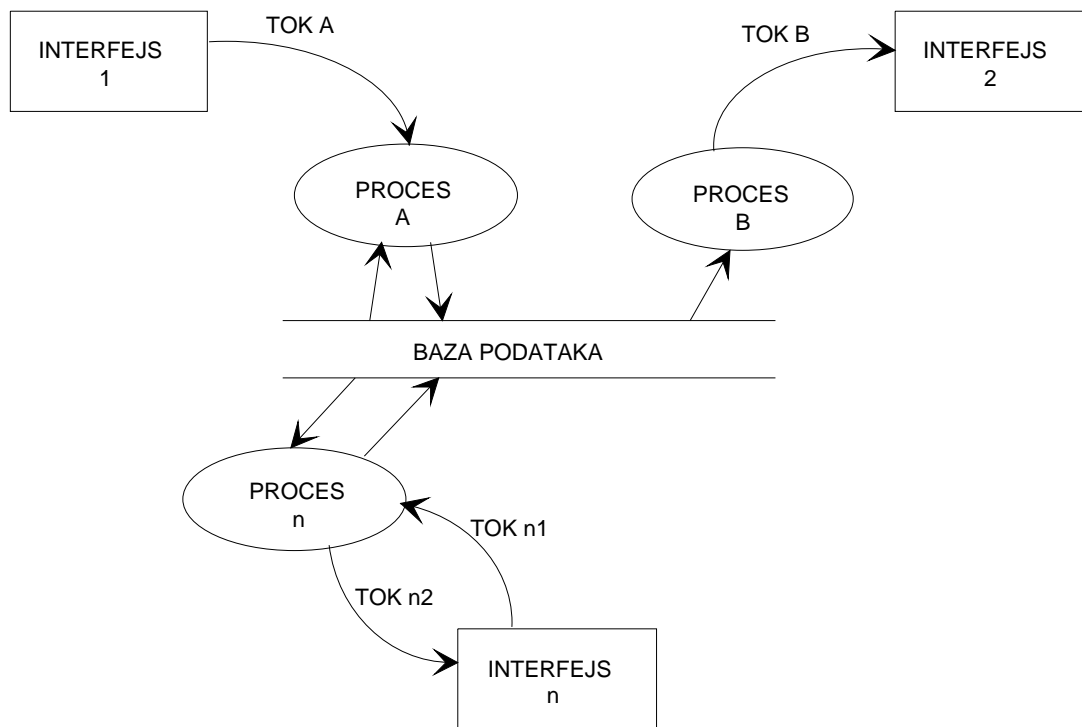 TOK A
INTERFEJS
1
TOK B
INTERFEJS
2
PROCES
A
PROCES
B
BAZA PODATAKA
PROCES
n
TOK n1
TOK n2
INTERFEJS
n